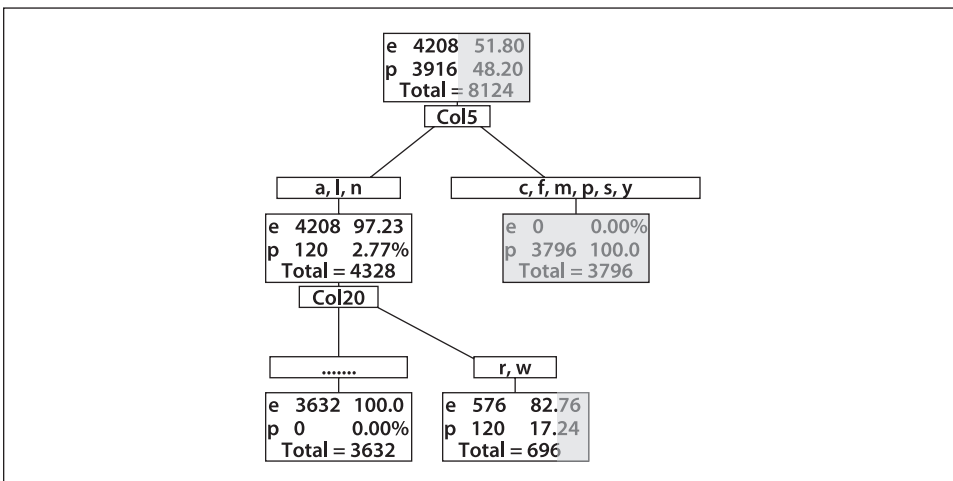 e 4208 51.80
p 3916 48.20
Total = 8124
Col5
a, l, n
c, f, m, p, s, y
e 4208 97.23
p 120 2.77%
Total = 4328
e 0 0.00%
p 3796 100.0
Total = 3796
Col20
.......
r, w
e 3632 100.0
p 0 0.00%
Total = 3632
e 576 82.76
p 120 17.24
Total = 696